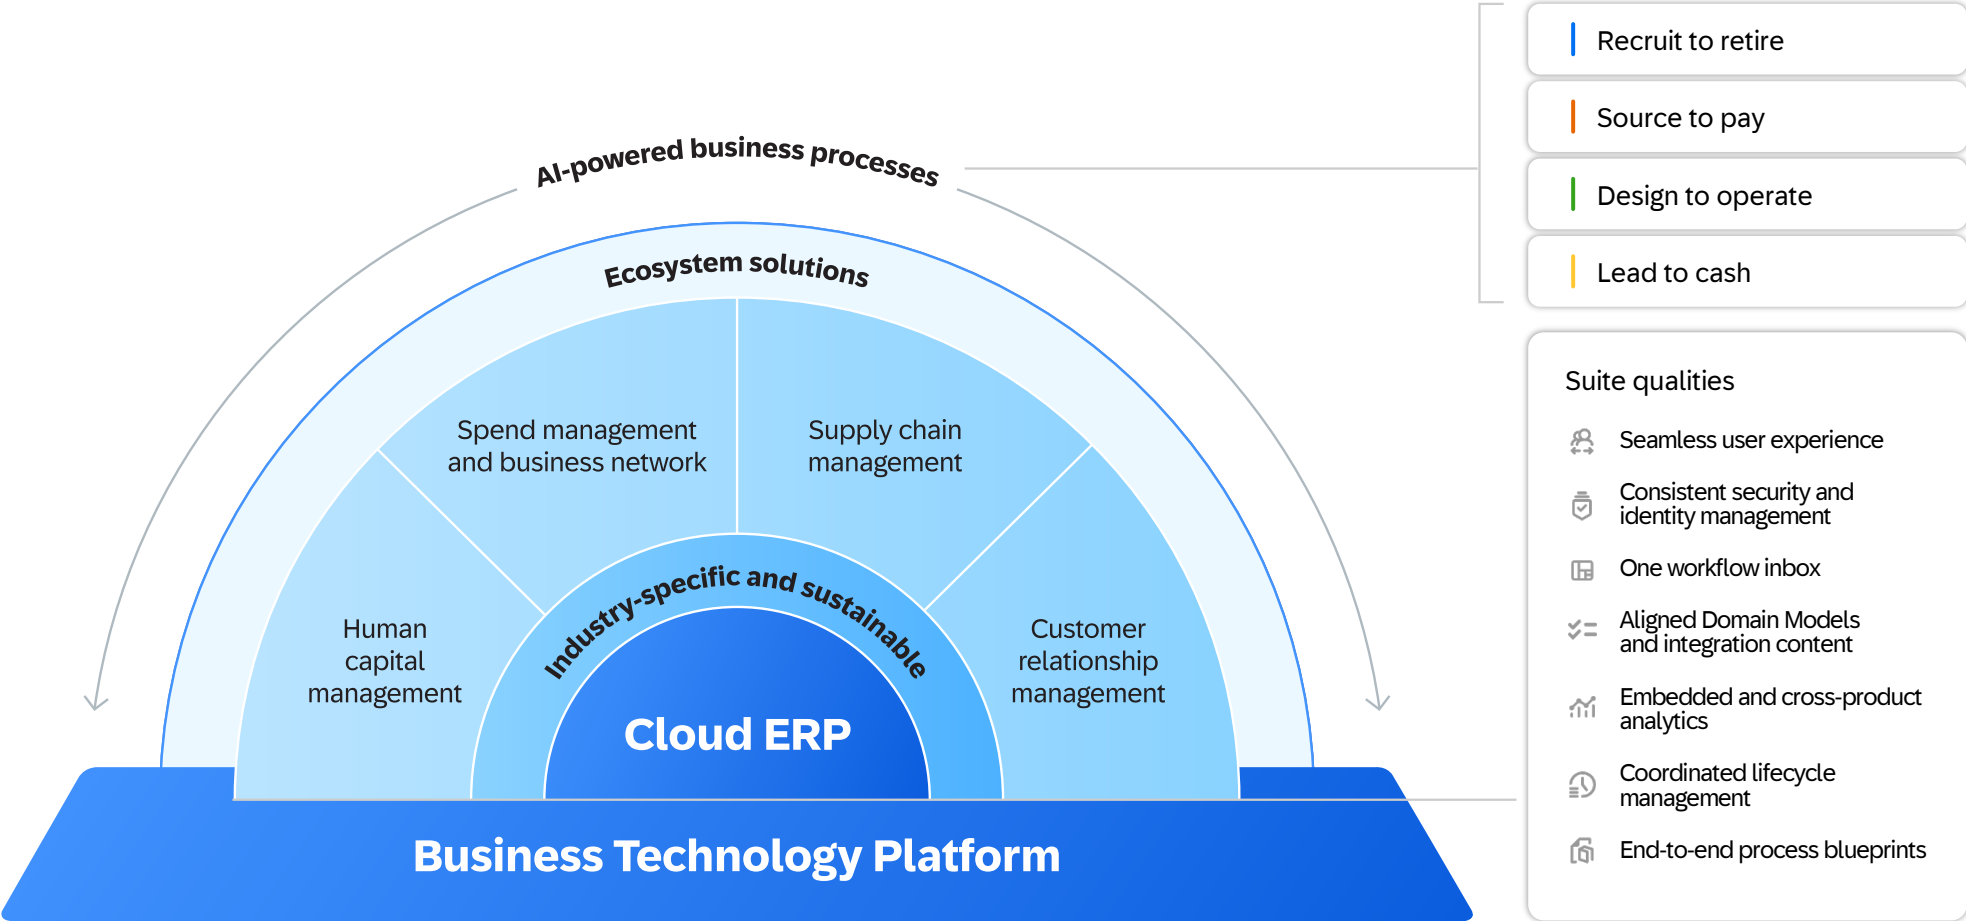 AI-powered business processes
Ecosystem solutions
Spend management
and business network
Supply chain
management
Human
capital
management
Industry-specific and sustainable
Customer
relationship
management
Cloud ERP
Business Technology Platform
Recruit to retire
Source to pay
Design to operate
Lead to cash
Suite qualities
Seamless user experience
Consistent security and
identity management
One workflow inbox
Aligned Domain Models
and integration content
Embedded and cross-product
analytics
Coordinated lifecycle
management
End-to-end process blueprints